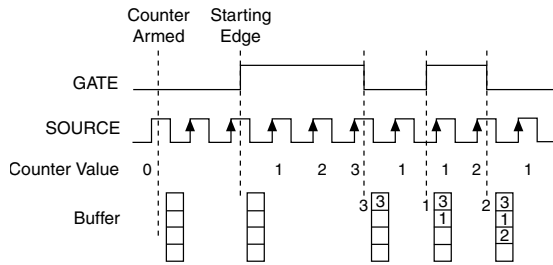 Counter Armed
Starting Edge
GATE
SOURCE
Counter Value 0 1 2 3 1 1 2 1
Buffer
3 3
1 3 1
2 3 1 2